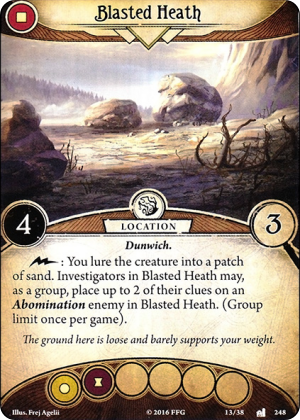 Blasted Heath
4
LOCATION
3
Dunwich.
: You lure the creature into a patch
of sand. Investigators in Blasted Heath may,
as a group, place up to 2 of their clues on an
Abomination enemy in Blasted Heath. (Group
limit once per game).
The ground here is loose and barely supports your weight.
Illus. Frej Agelii
© 2016 FFG
13/38
248